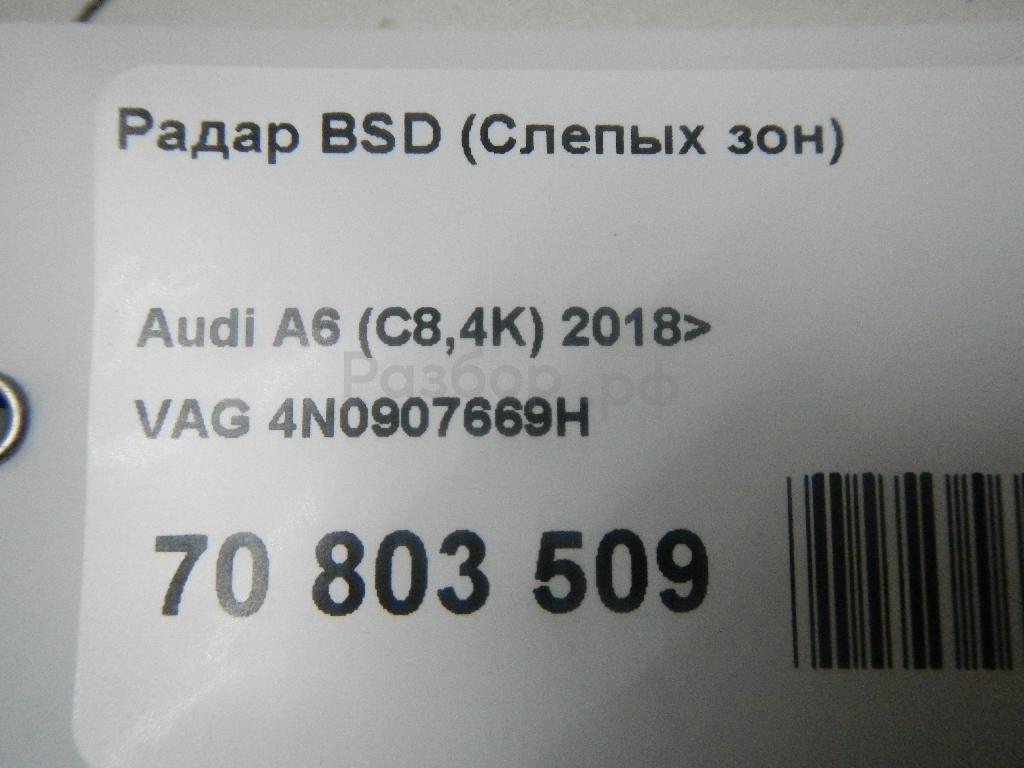 Радар BSD (Слепых зон)
Audi A6 (C8,4K) 2018>
Разбор.рф
VAG 4N0907669H
70 803 509